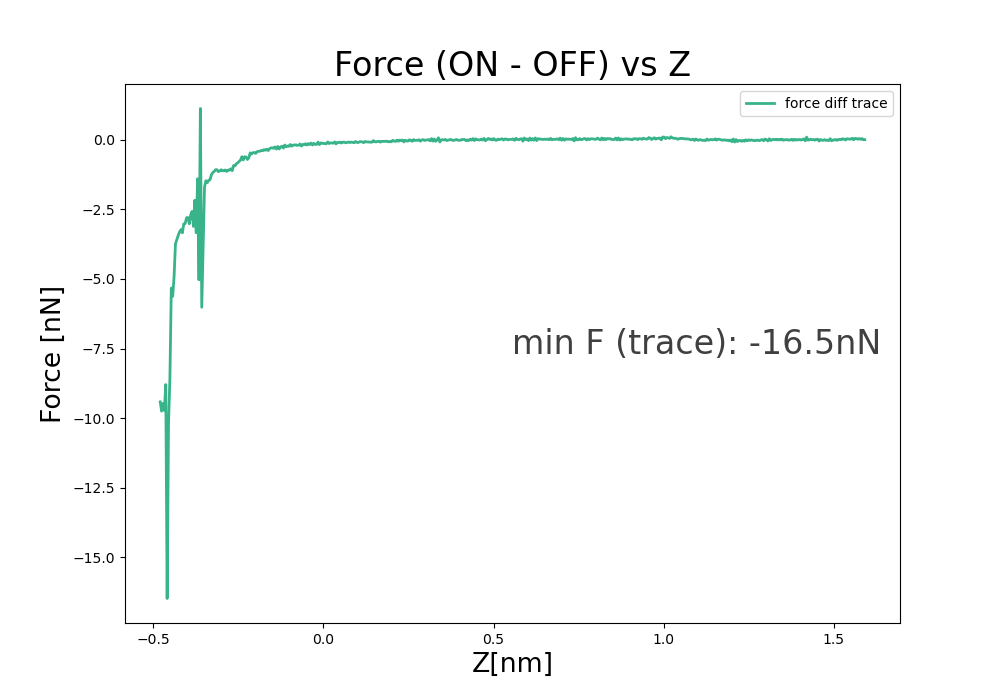 Force (ON - OFF) vs Z
force diff trace
Force [nN]
0.0
−2.5
−5.0
−7.5
−10.0
−12.5
−15.0
min F (trace): -16.5nN
−0.5
0.0
0.5
1.0
1.5
Z[nm]